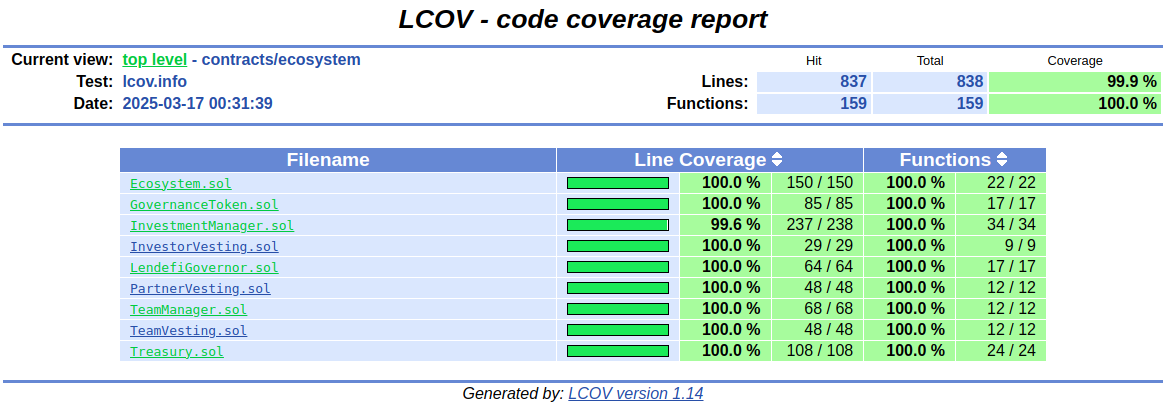 LCOV - code coverage report
Current view: top level - contracts/ecosystem Hit Total Coverage
Test: lcov.info Lines: 837 838 99.9 %
Date: 2025-03-17 00:31:39 Functions: 159 159 100.0 %
Filename Line Coverage Functions
Ecosystem.sol 100.0 % 150 / 150 100.0 % 22 / 22
GovernanceToken.sol 100.0 % 85 / 85 100.0 % 17 / 17
InvestmentManager.sol 99.6 % 237 / 238 100.0 % 34 / 34
InvestorVesting.sol 100.0 % 29 / 29 100.0 % 9 / 9
LendefiGovernor.sol 100.0 % 64 / 64 100.0 % 17 / 17
PartnerVesting.sol 100.0 % 48 / 48 100.0 % 12 / 12
TeamManager.sol 100.0 % 68 / 68 100.0 % 12 / 12
TeamVesting.sol 100.0 % 48 / 48 100.0 % 12 / 12
Treasury.sol 100.0 % 108 / 108 100.0 % 24 / 24
Generated by: LCOV version 1.14